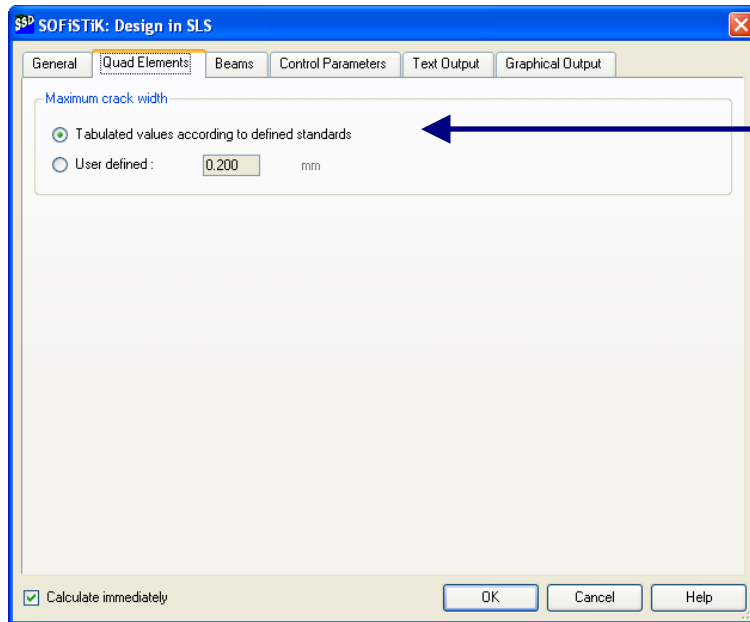 SSD SOFiSTiK: Design in SLS
General Quad Elements Beams Control Parameters Text Output Graphical Output
Maximum crack width
Tabulated values according to defined standards
User defined : 0.200 mm
Calculate immediately OK Cancel Help